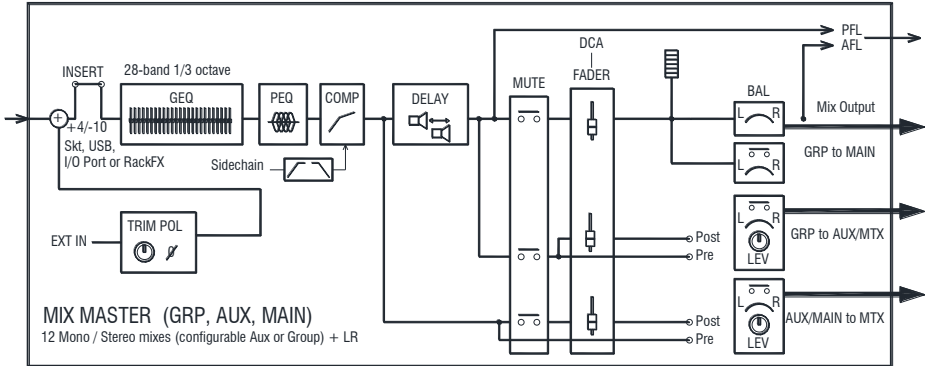 PFL
AFL
DCA
FADER
INSERT
28-band 1/3 octave
MUTE
GEQ
PEQ
COMP
DELAY
BAL
L R
Mix Output
+
+4/-10
Skt, USB,
I/O Port or RackFX
Sidechain
GRP to MAIN
L R
TRIM POL
EXT IN
L R
GRP to AUX/MTX
LEV
Post
Pre
MIX MASTER (GRP, AUX, MAIN)
12 Mono / Stereo mixes (configurable Aux or Group) + LR
L R
AUX/MAIN to MTX
LEV
Post
Pre